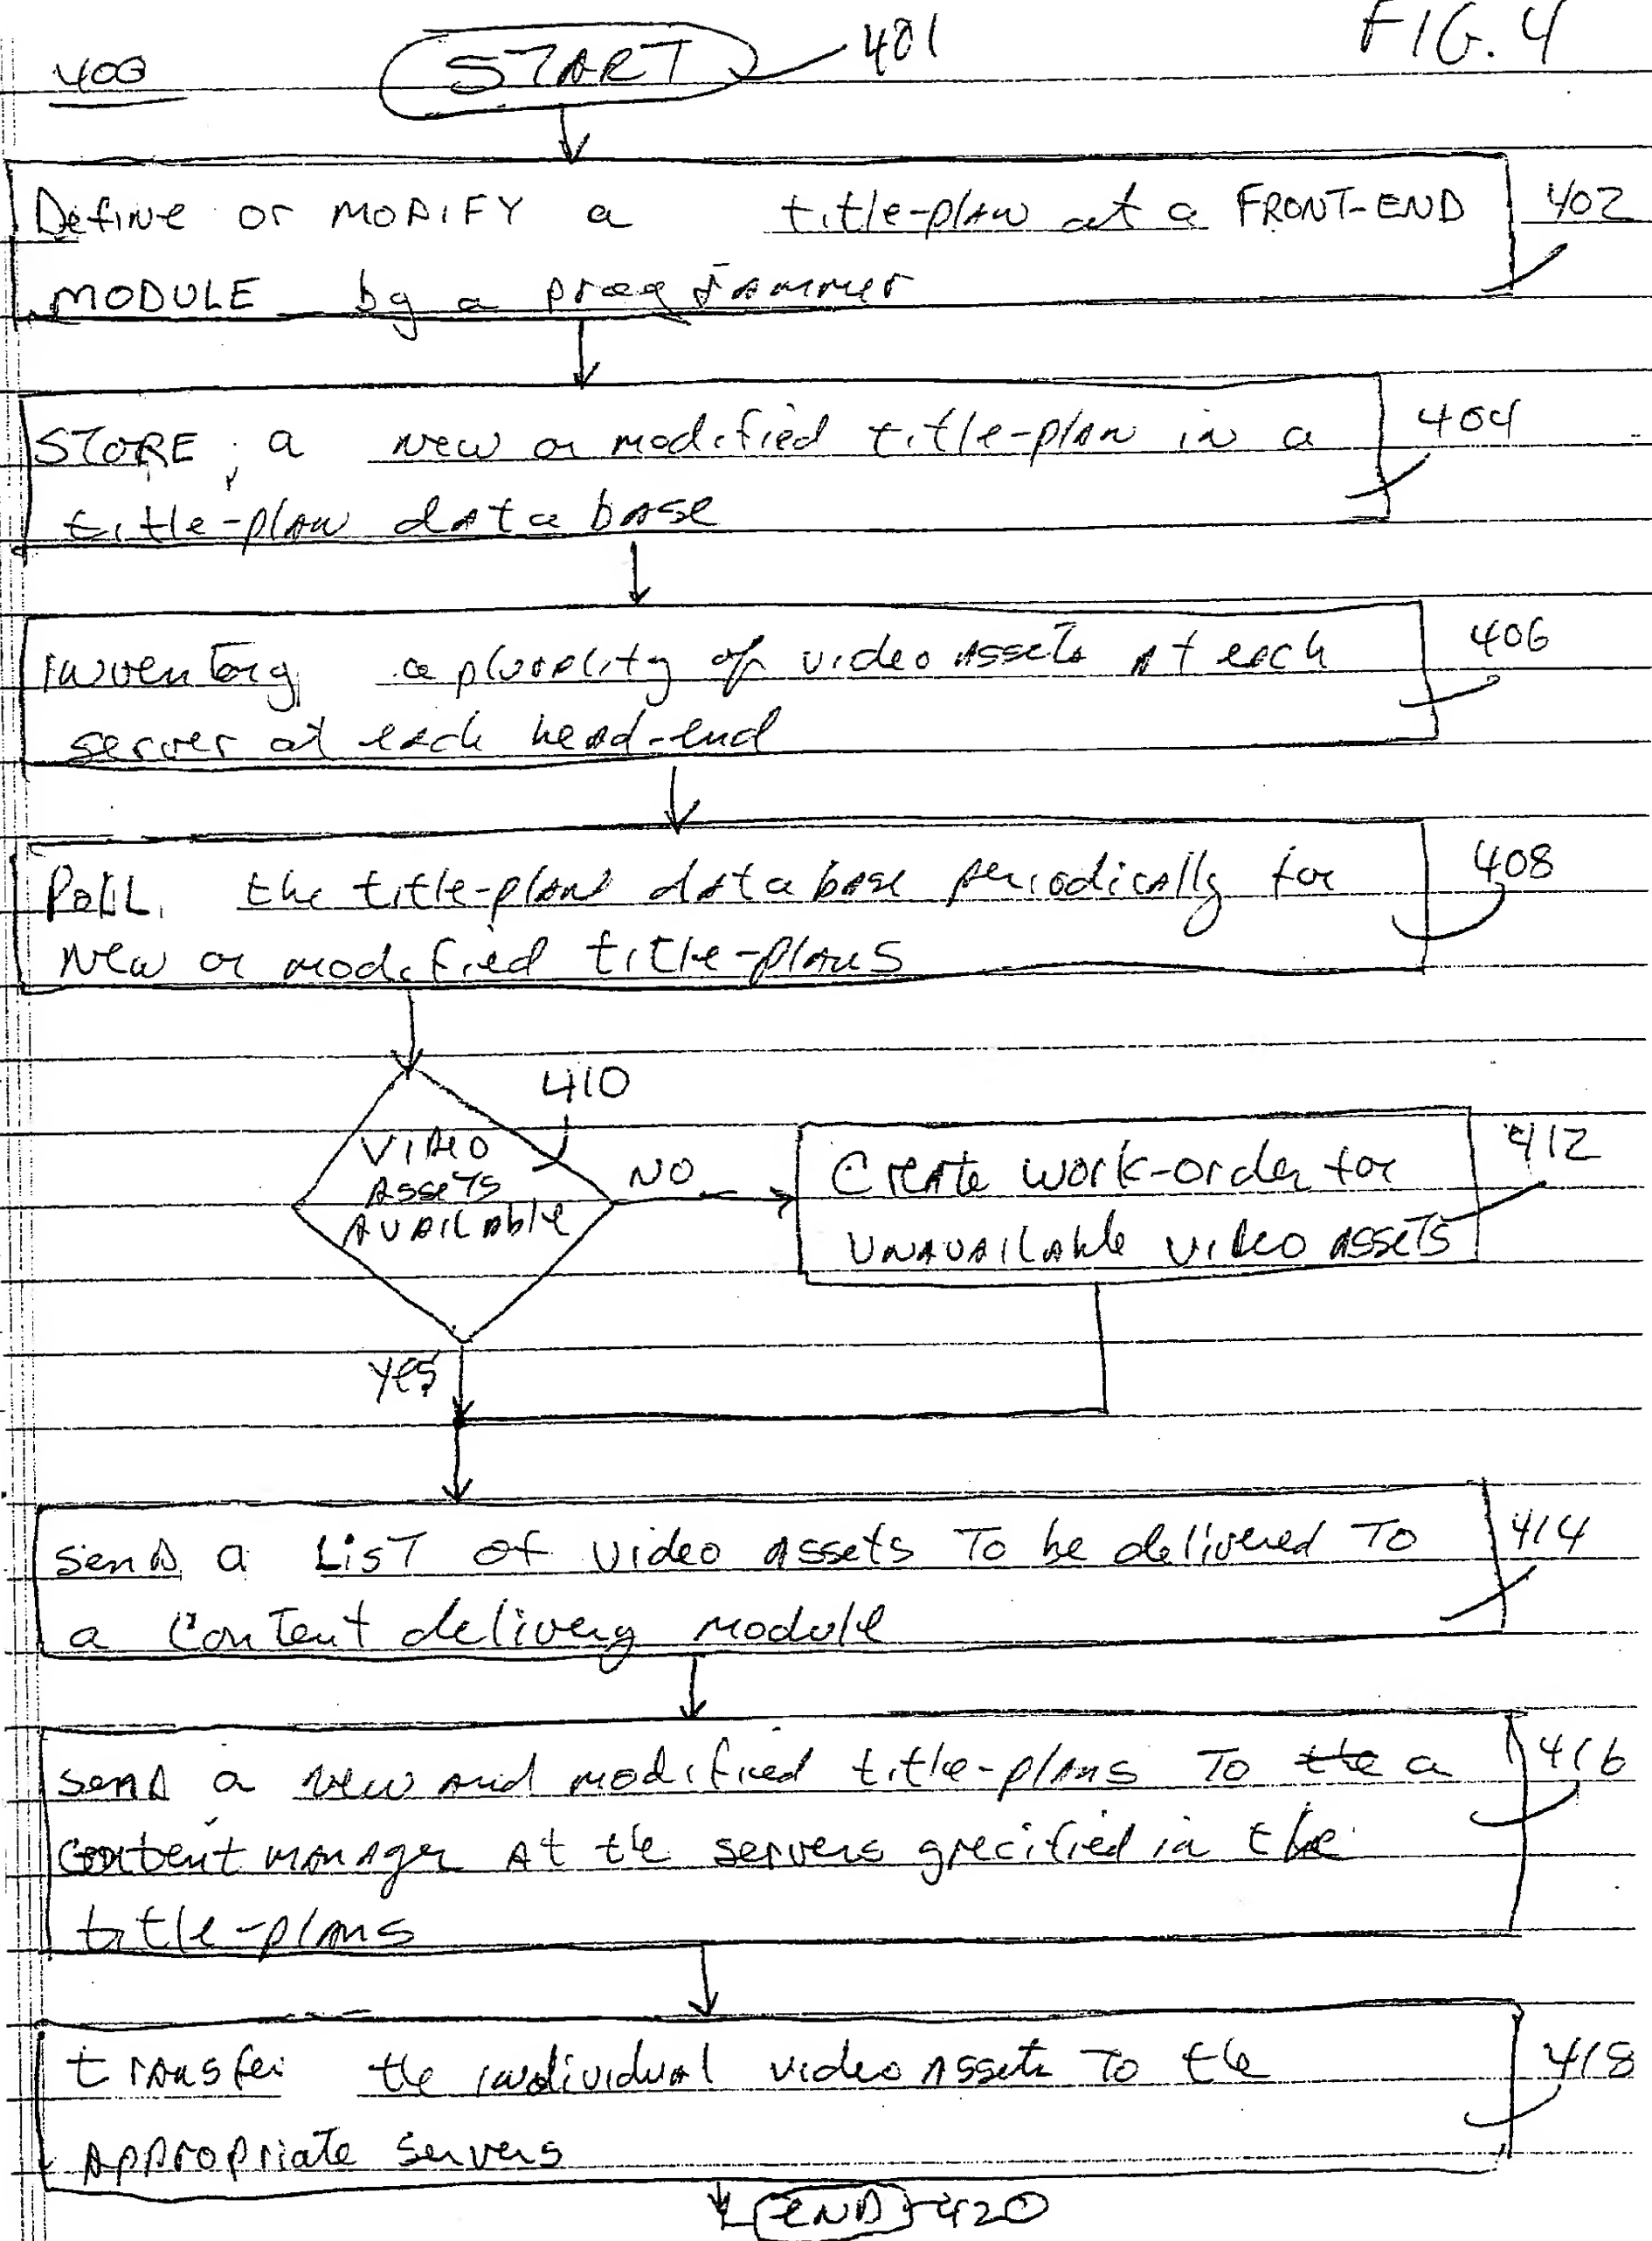 FIG. 4
400
START 401
Define or MODIFY a title-plan at a FRONT-END 402
MODULE by a programmer
STORE a new or modified title-plan in a 404
title-plan database
inventory a plurality of video assets at each 406
server at each head-end
Poll the title-plan database periodically for 408
new or modified title-plans
410
VIDEO
ASSETS
AVAILABLE
NO
Create work-order for 412
UNAVAILABLE VIDEO ASSETS
YES
send a LIST of video assets To be delivered To 414
a Content delivery module
send a new and modified title-plans To the a 416
content manager at the servers specified in the
title-plans
transfer the individual video assets To the 418
Appropriate servers
END 420